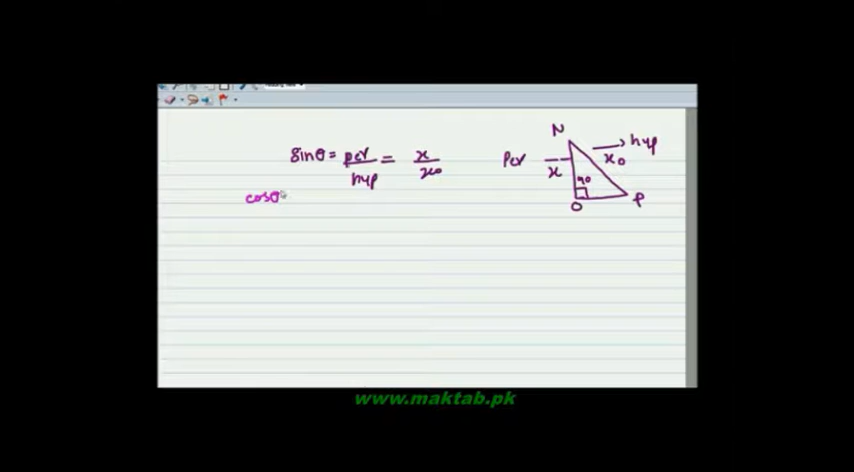 N
hyp
sinθ = per/hyp = x/x₀
Per
x
x₀
90
O
P
cosθ
www.maktab.pk